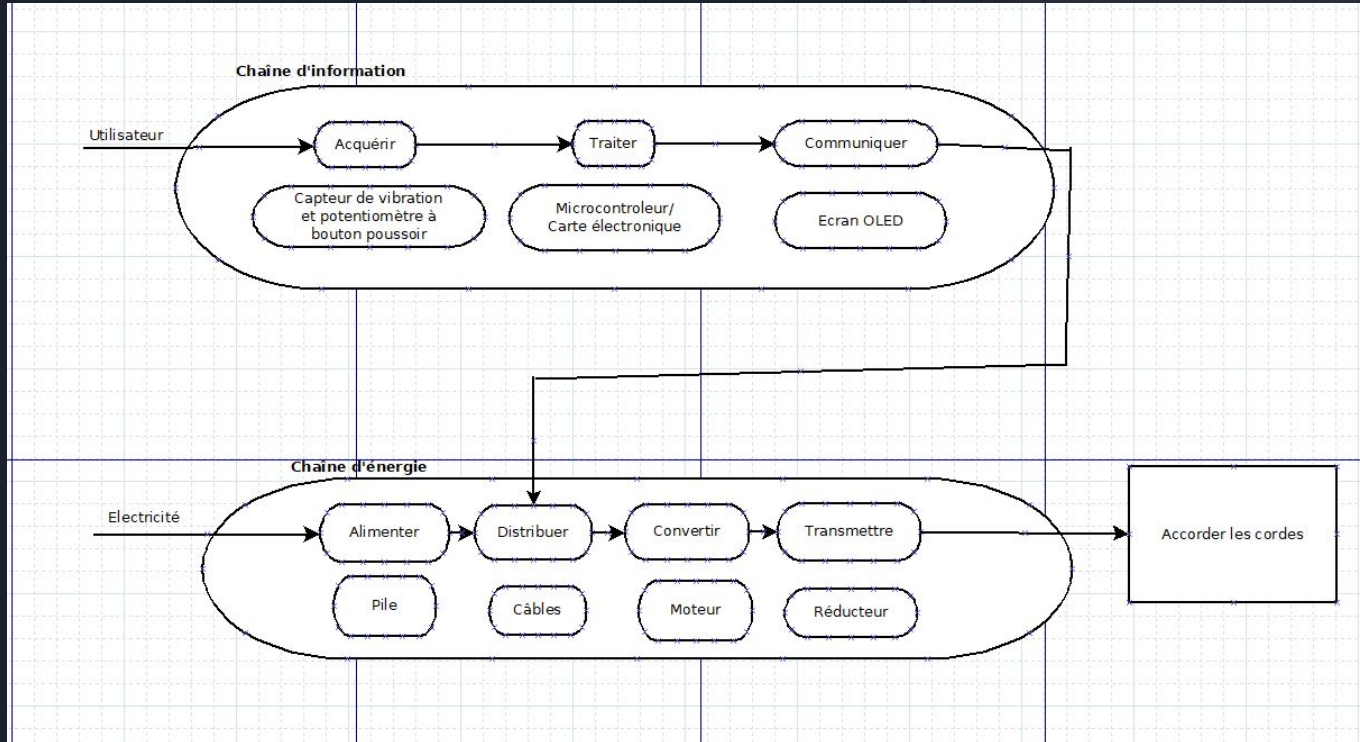 Chaîne d'information
Utilisateur
Acquérir
Traiter
Communiquer
Capteur de vibration
et potentiomètre à
bouton poussoir
Microcontroleur/
Carte électronique
Ecran OLED
Chaîne d'énergie
Electricité
Alimenter
Distribuer
Convertir
Transmettre
Accorder les cordes
Pile
Câbles
Moteur
Réducteur